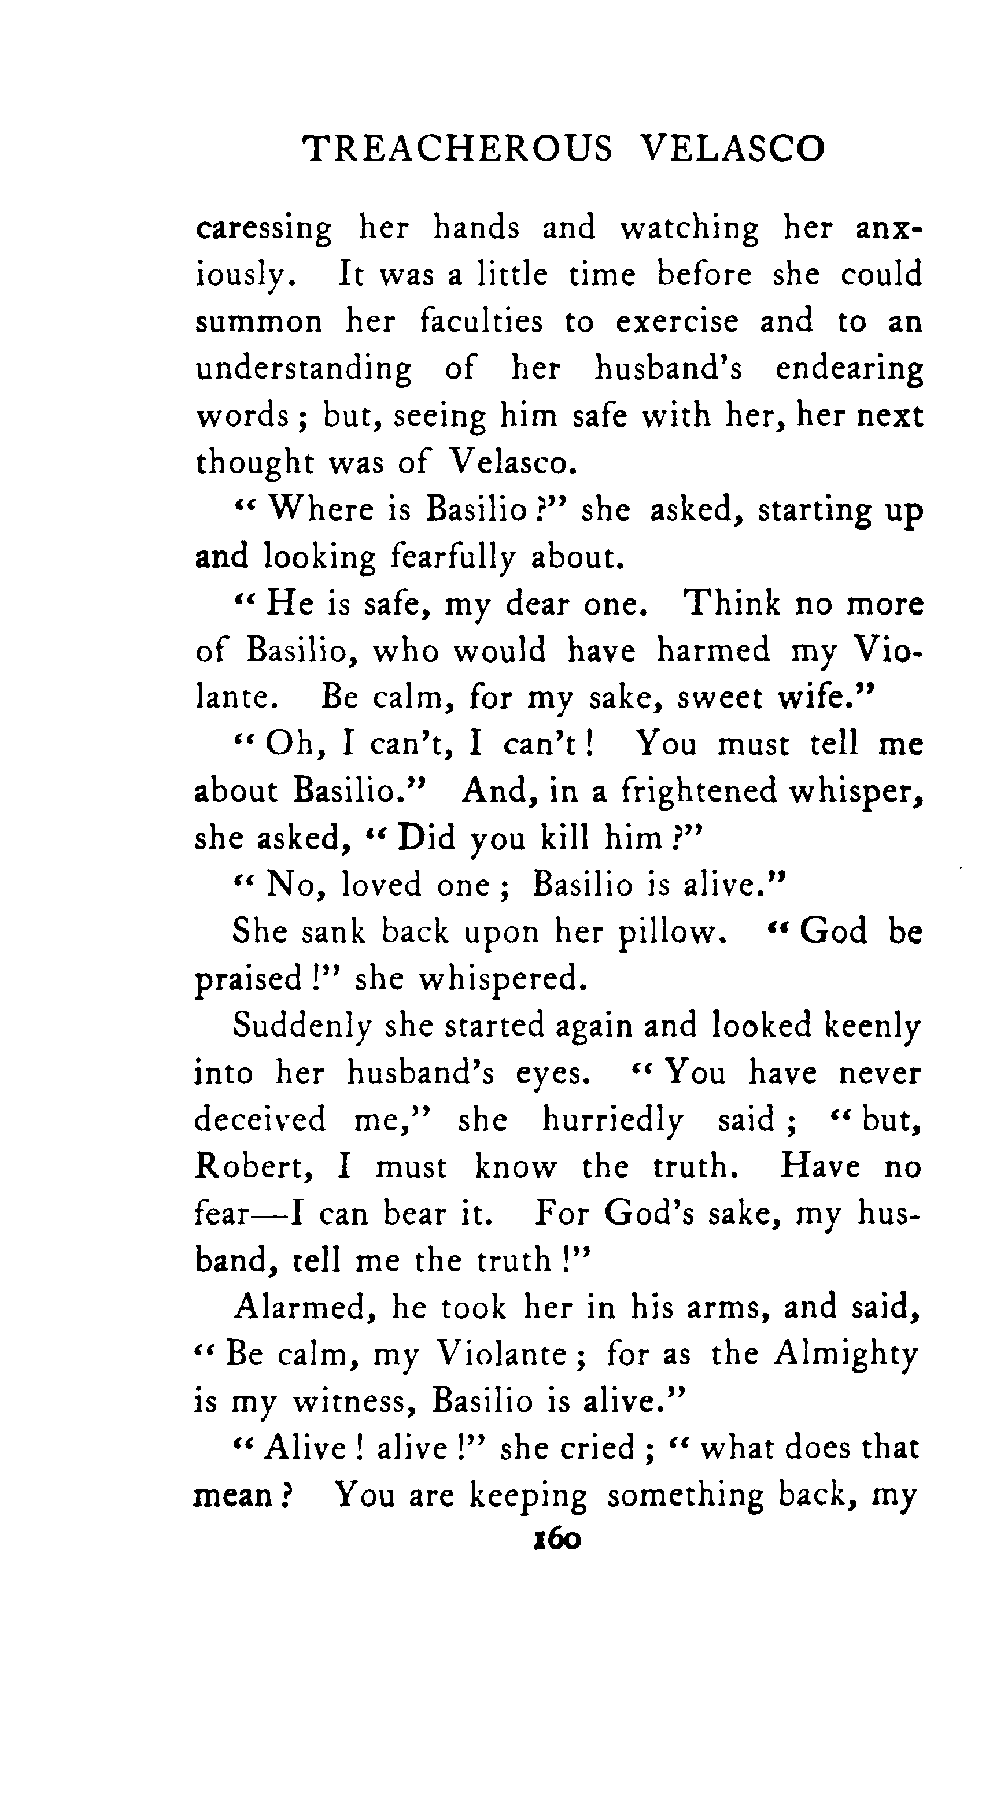 TREACHEROUS VELASCO
caressing her hands and watching her anx-
iously. It was a little time before she could
summon her faculties to exercise and to an
understanding of her husband's endearing
words ; but, seeing him safe with her, her next
thought was of Velasco.
“ Where is Basilio ?” she asked, starting up
and looking fearfully about.
“ He is safe, my dear one. Think no more
of Basilio, who would have harmed my Vio-
lante. Be calm, for my sake, sweet wife.”
“ Oh, I can't, I can't ! You must tell me
about Basilio.” And, in a frightened whisper,
she asked, “ Did you kill him ?”
“ No, loved one ; Basilio is alive.”
She sank back upon her pillow. “ God be
praised !” she whispered.
Suddenly she started again and looked keenly
into her husband's eyes. “ You have never
deceived me,” she hurriedly said ; “ but,
Robert, I must know the truth. Have no
fear—I can bear it. For God's sake, my hus-
band, tell me the truth !”
Alarmed, he took her in his arms, and said,
“ Be calm, my Violante ; for as the Almighty
is my witness, Basilio is alive.”
“ Alive ! alive !” she cried ; “ what does that
mean ? You are keeping something back, my
160